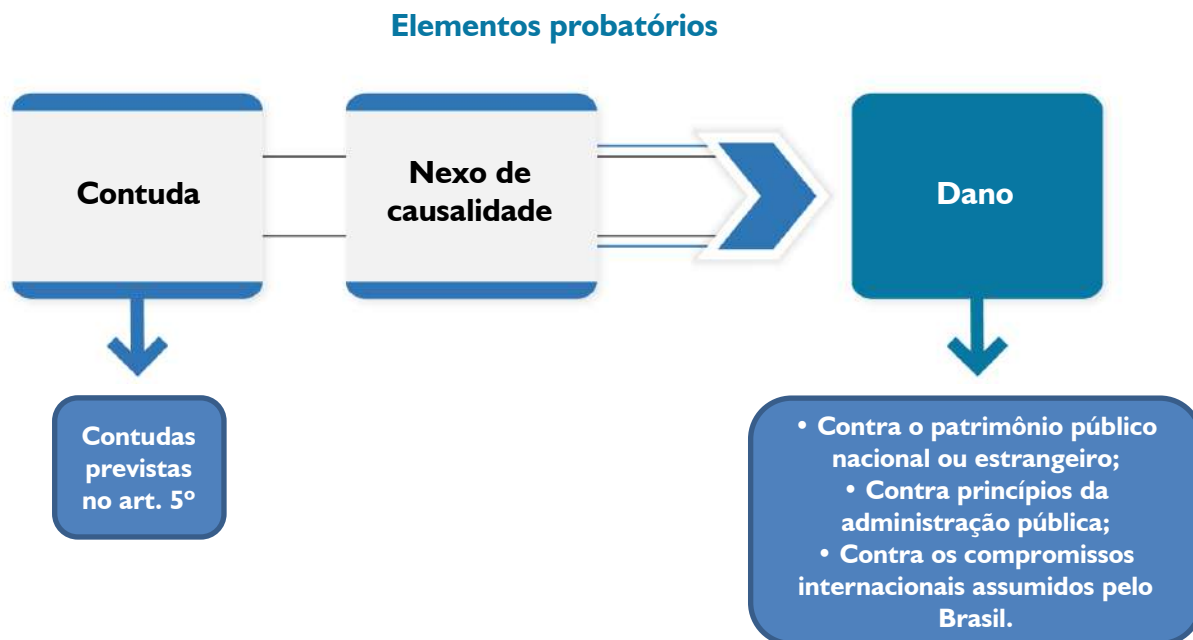 Elementos probatórios
Contuda
Nexo de
causalidade
Dano
Contudas
previstas
no art. 5º
• Contra o patrimônio público
nacional ou estrangeiro;
• Contra princípios da
administração pública;
• Contra os compromissos
internacionais assumidos pelo
Brasil.